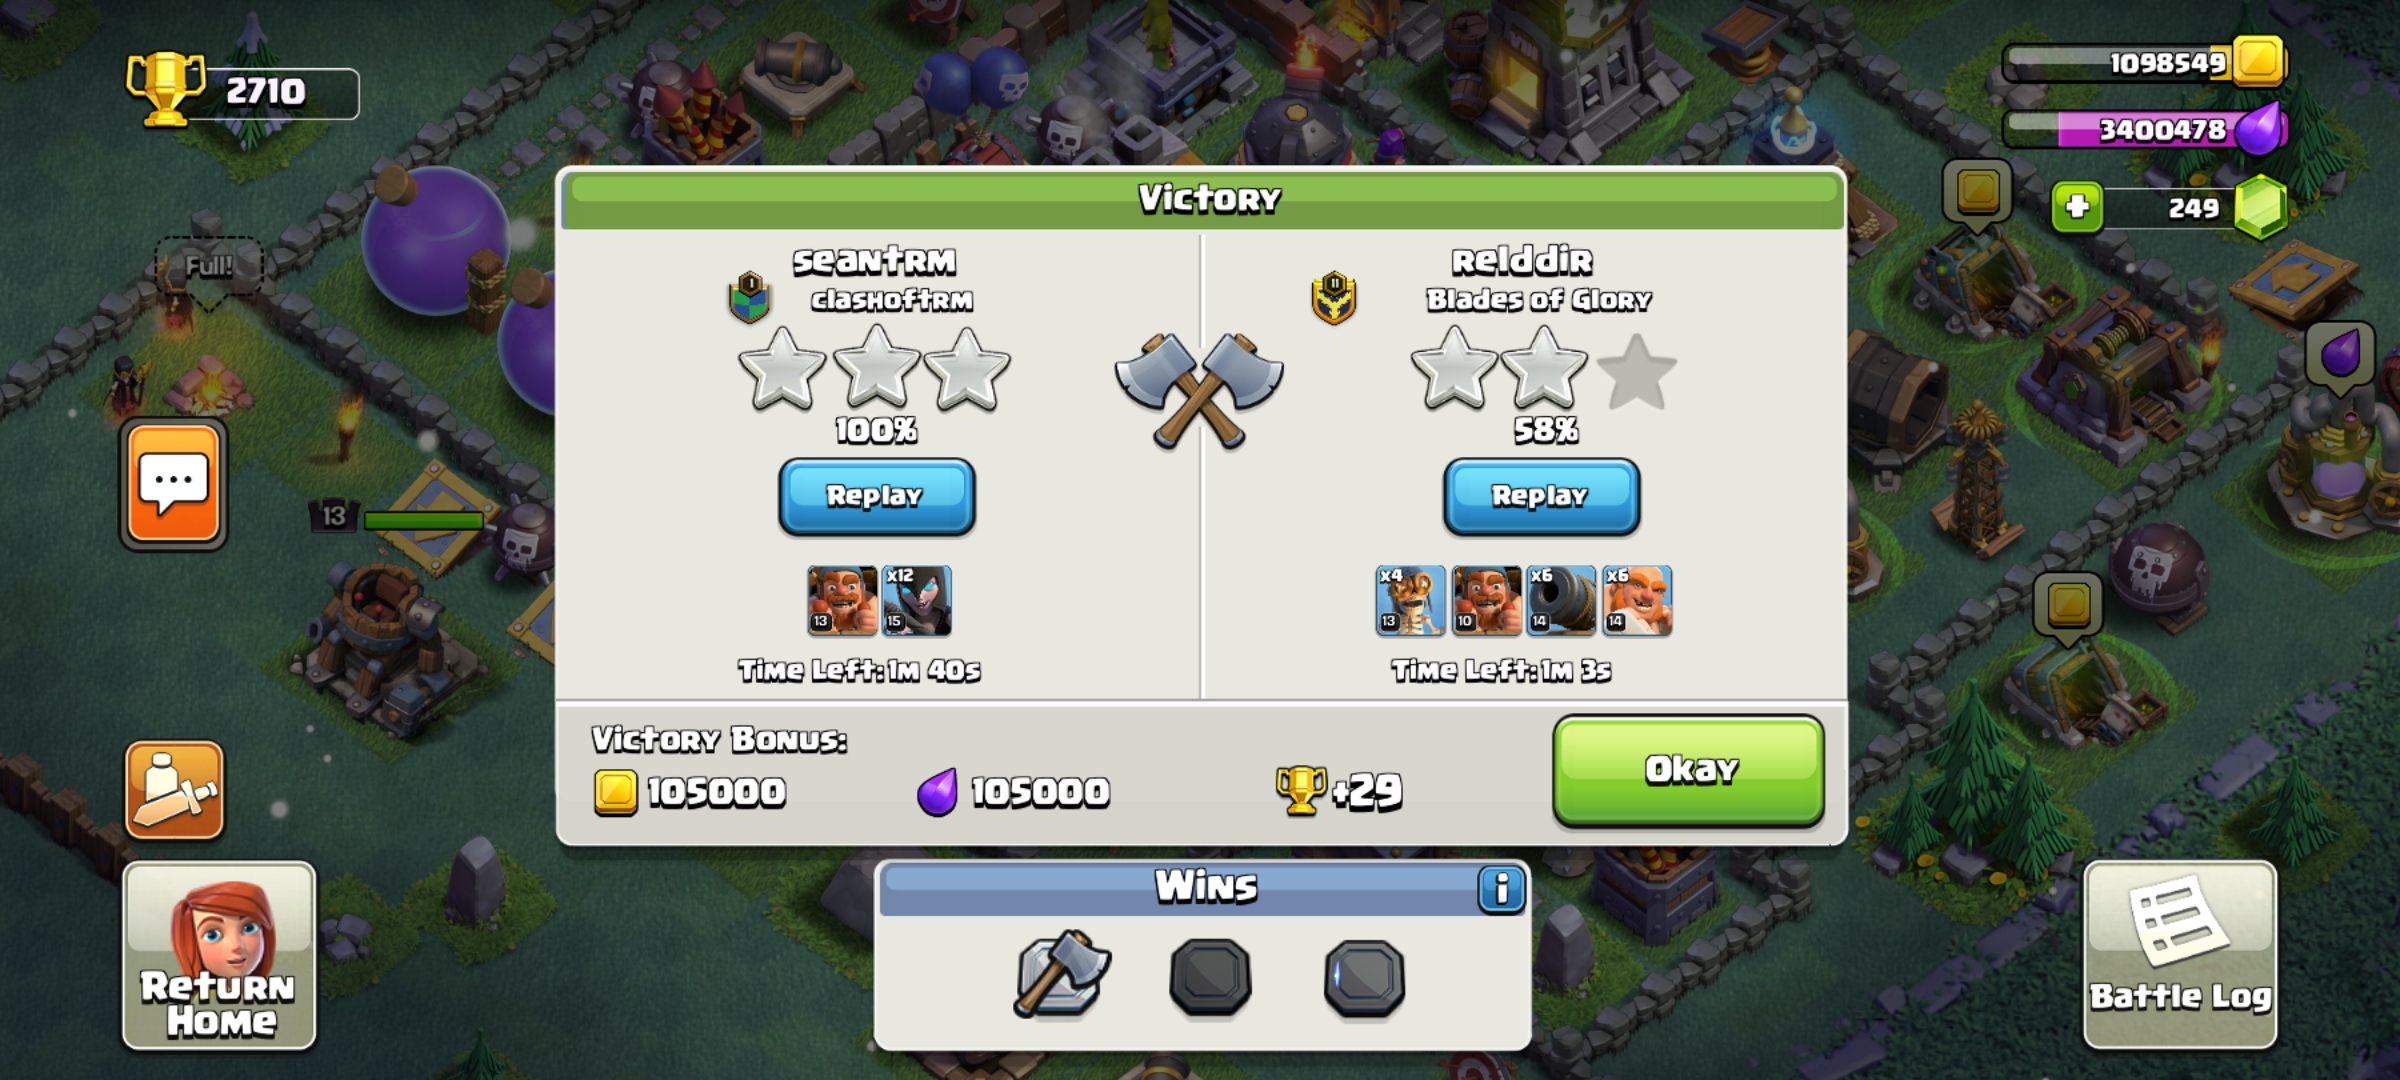 2710
1098549
3400478
249
Full!
13
Victory
seantrm
1
clashoftrm
100%
Replay
13
x12
15
Time Left:1m 40s
Relddir
11
Blades of Glory
58%
Replay
x4
13
10
x6
14
x6
14
Time Left:1m 3s
Victory Bonus:
105000
105000
+29
Okay
Wins
i
Return
Home
Battle Log